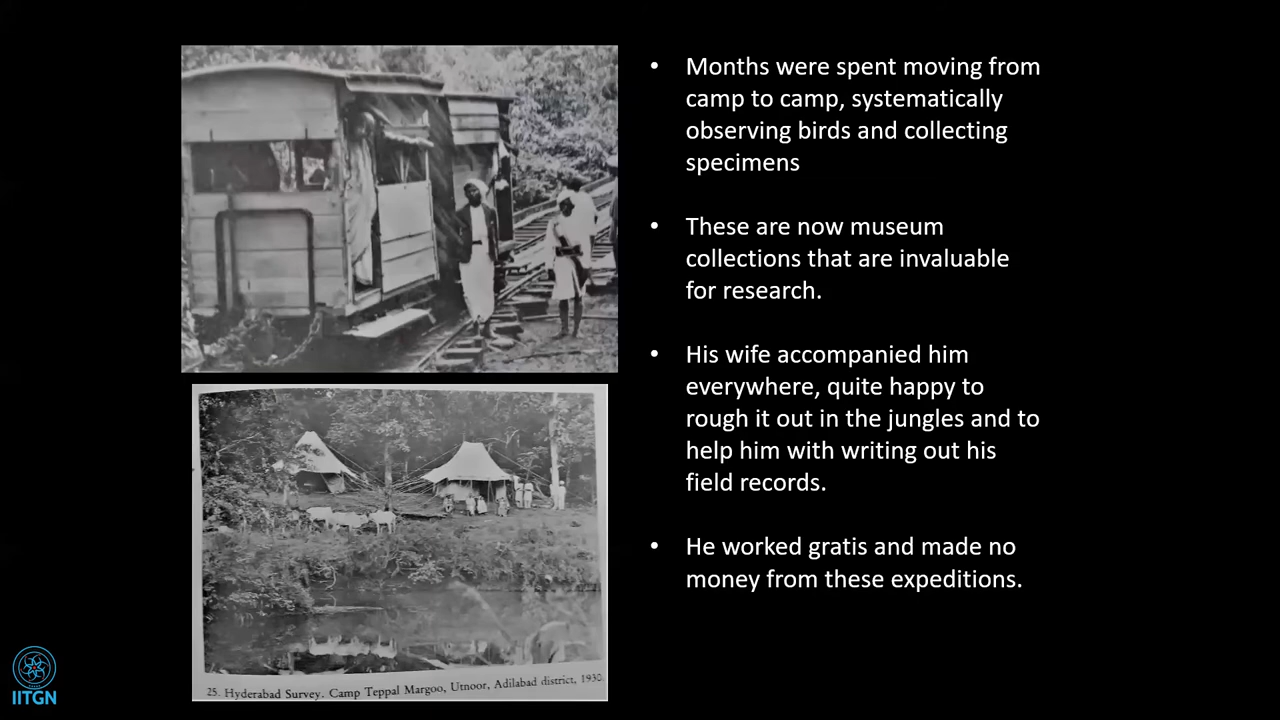 • Months were spent moving from
camp to camp, systematically
observing birds and collecting
specimens
• These are now museum
collections that are invaluable
for research.
• His wife accompanied him
everywhere, quite happy to
rough it out in the jungles and to
help him with writing out his
field records.
• He worked gratis and made no
money from these expeditions.
25. Hyderabad Survey. Camp Teppal Margoo, Utnoor, Adilabad district, 1930.
IITGN